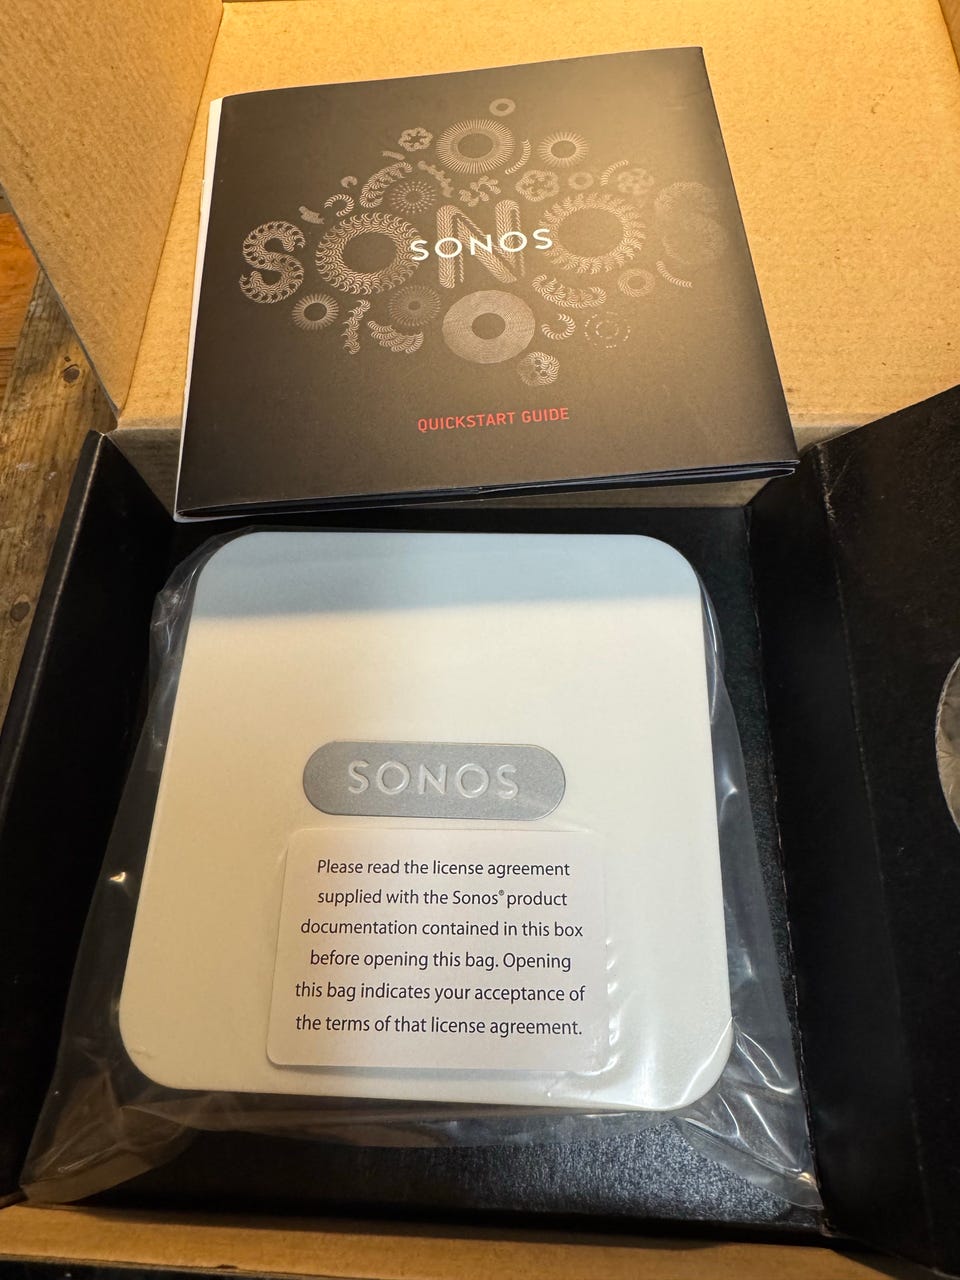 SONOS
SONOS
QUICKSTART GUIDE
SONOS
Please read the license agreement
supplied with the Sonos® product
documentation contained in this box
before opening this bag. Opening
this bag indicates your acceptance of
the terms of that license agreement.